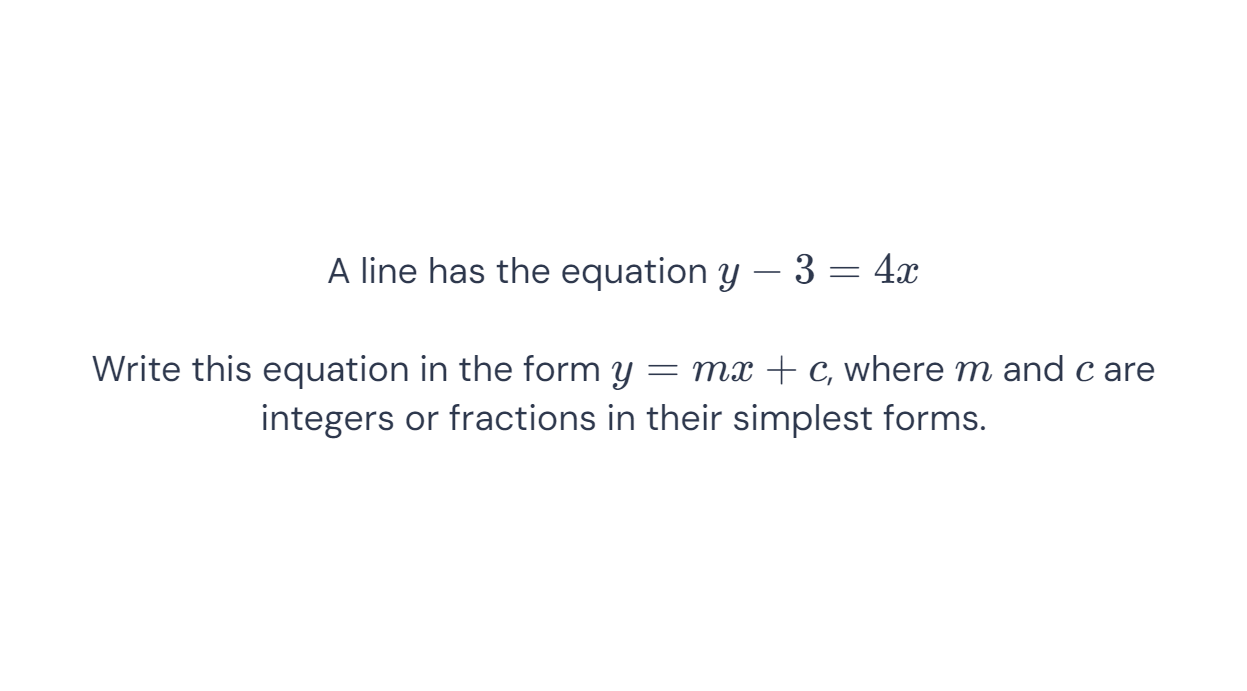 A line has the equation y − 3 = 4x
Write this equation in the form y = mx + c, where m and c are
integers or fractions in their simplest forms.